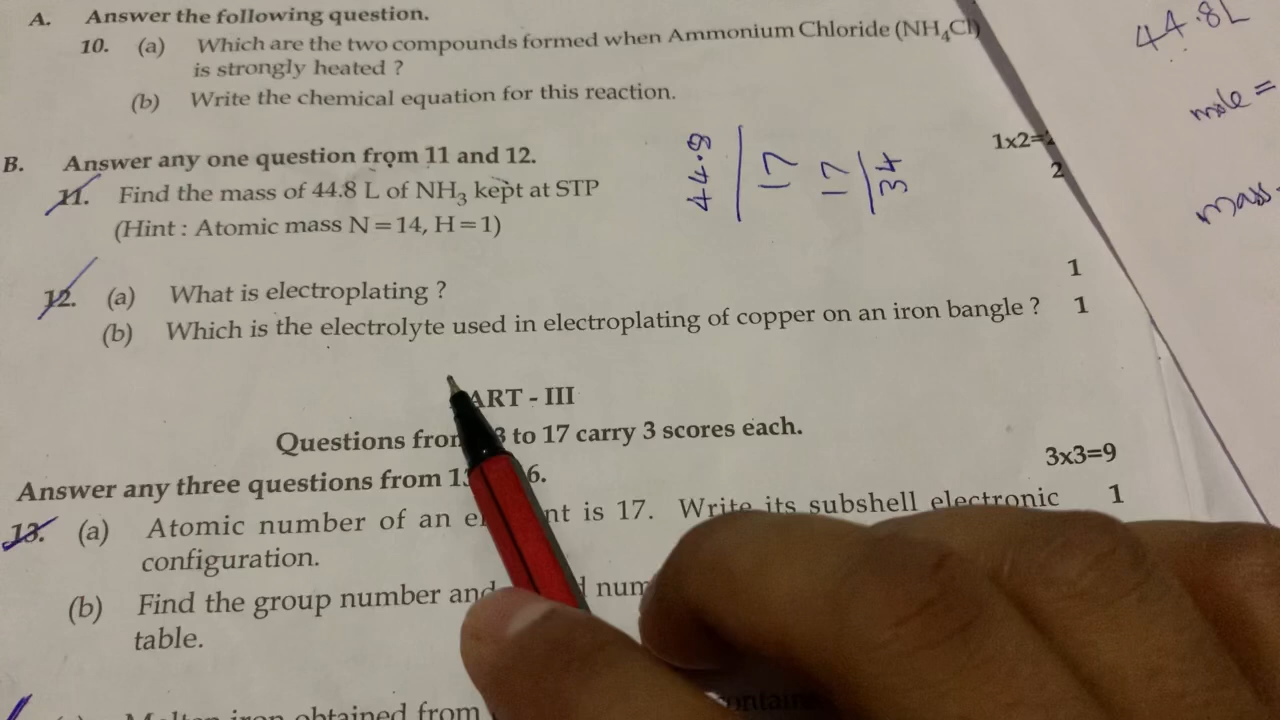 A. Answer the following question.
10. (a) Which are the two compounds formed when Ammonium Chloride (NH₄Cl)
is strongly heated ?
(b) Write the chemical equation for this reaction.
1x2=2
B. Answer any one question from 11 and 12.
11. Find the mass of 44.8 L of NH₃ kept at STP
2
(Hint : Atomic mass N=14, H=1)
44.8
17
17
34
44.8L
mole =
mass
12. (a) What is electroplating ?
1
(b) Which is the electrolyte used in electroplating of copper on an iron bangle ? 1
ART - III
Questions from to 17 carry 3 scores each.
Answer any three questions from 6.
3x3=9
13. (a) Atomic number of an is 17. Write its subshell electronic 1
configuration.
(b) Find the group number and
table.
Molten iron obtained from